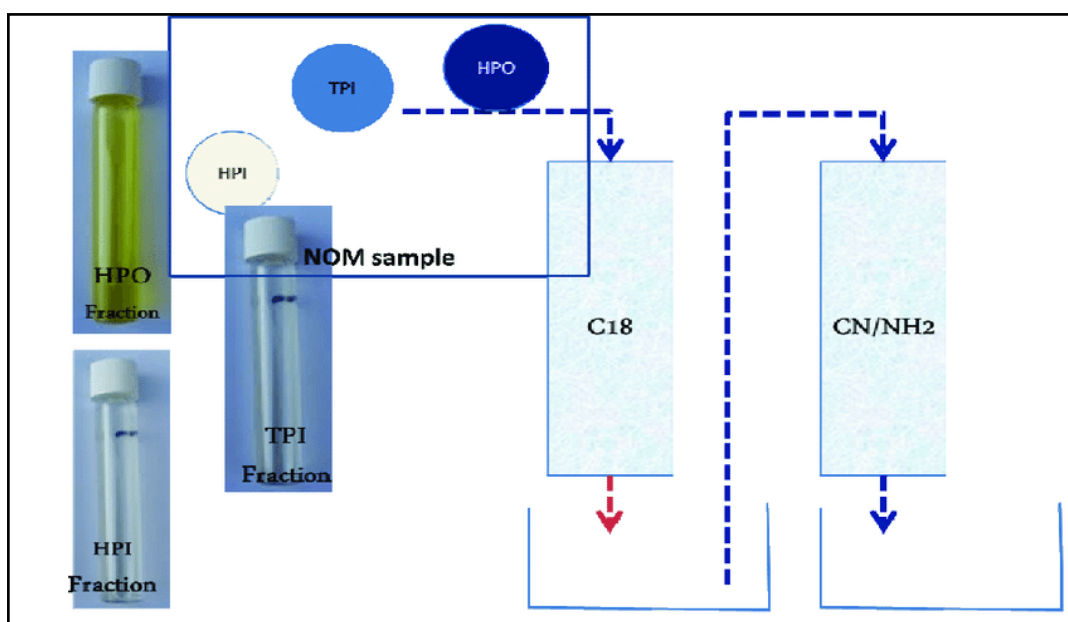 HPO
TPI
HPI
NOM sample
HPO
Fraction
TPI
Fraction
HPI
Fraction
C18
CN/NH2